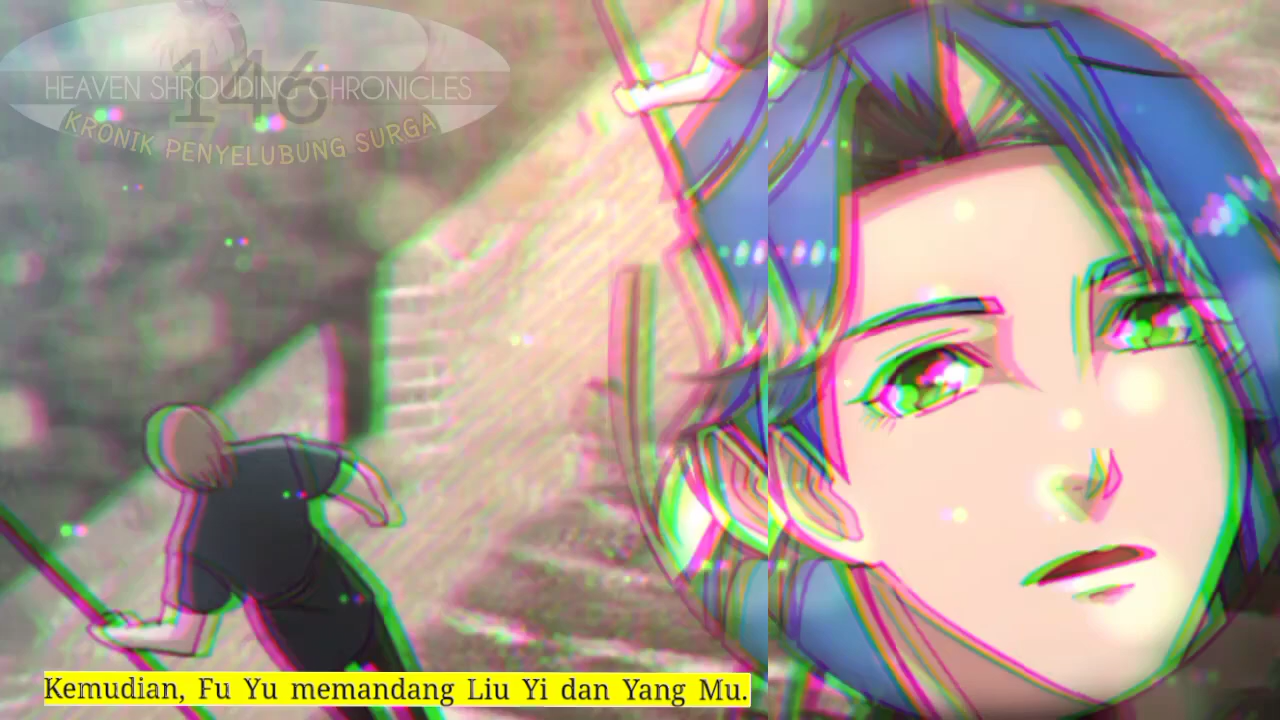 146
HEAVEN SHROUDING CHRONICLES
KRONIK PENYELUBUNG SURGA
Kemudian, Fu Yu memandang Liu Yi dan Yang Mu.